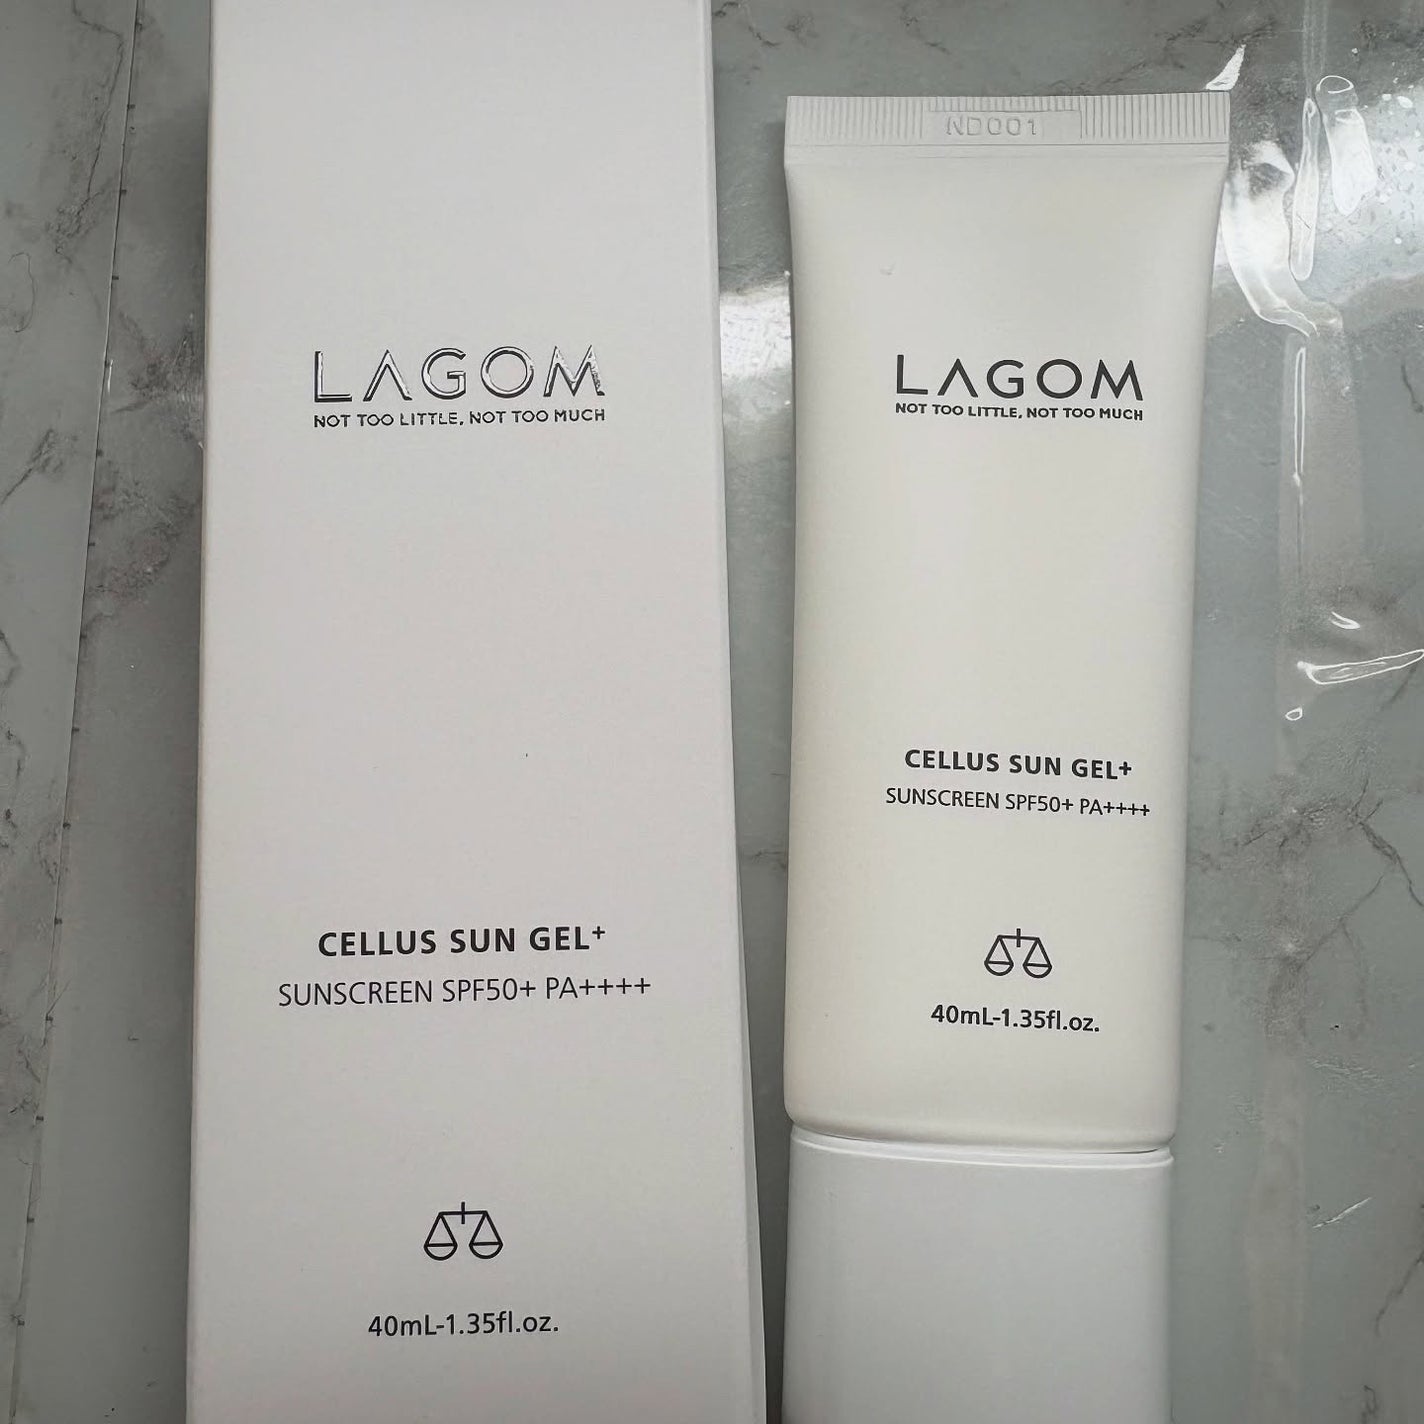 LAGOM
NOT TOO LITTLE, NOT TOO MUCH
CELLUS SUN GEL+
SUNSCREEN SPF50+ PA++++
40mL-1.35fl.oz.
ND001
LAGOM
NOT TOO LITTLE, NOT TOO MUCH
CELLUS SUN GEL+
SUNSCREEN SPF50+ PA++++
40mL-1.35fl.oz.